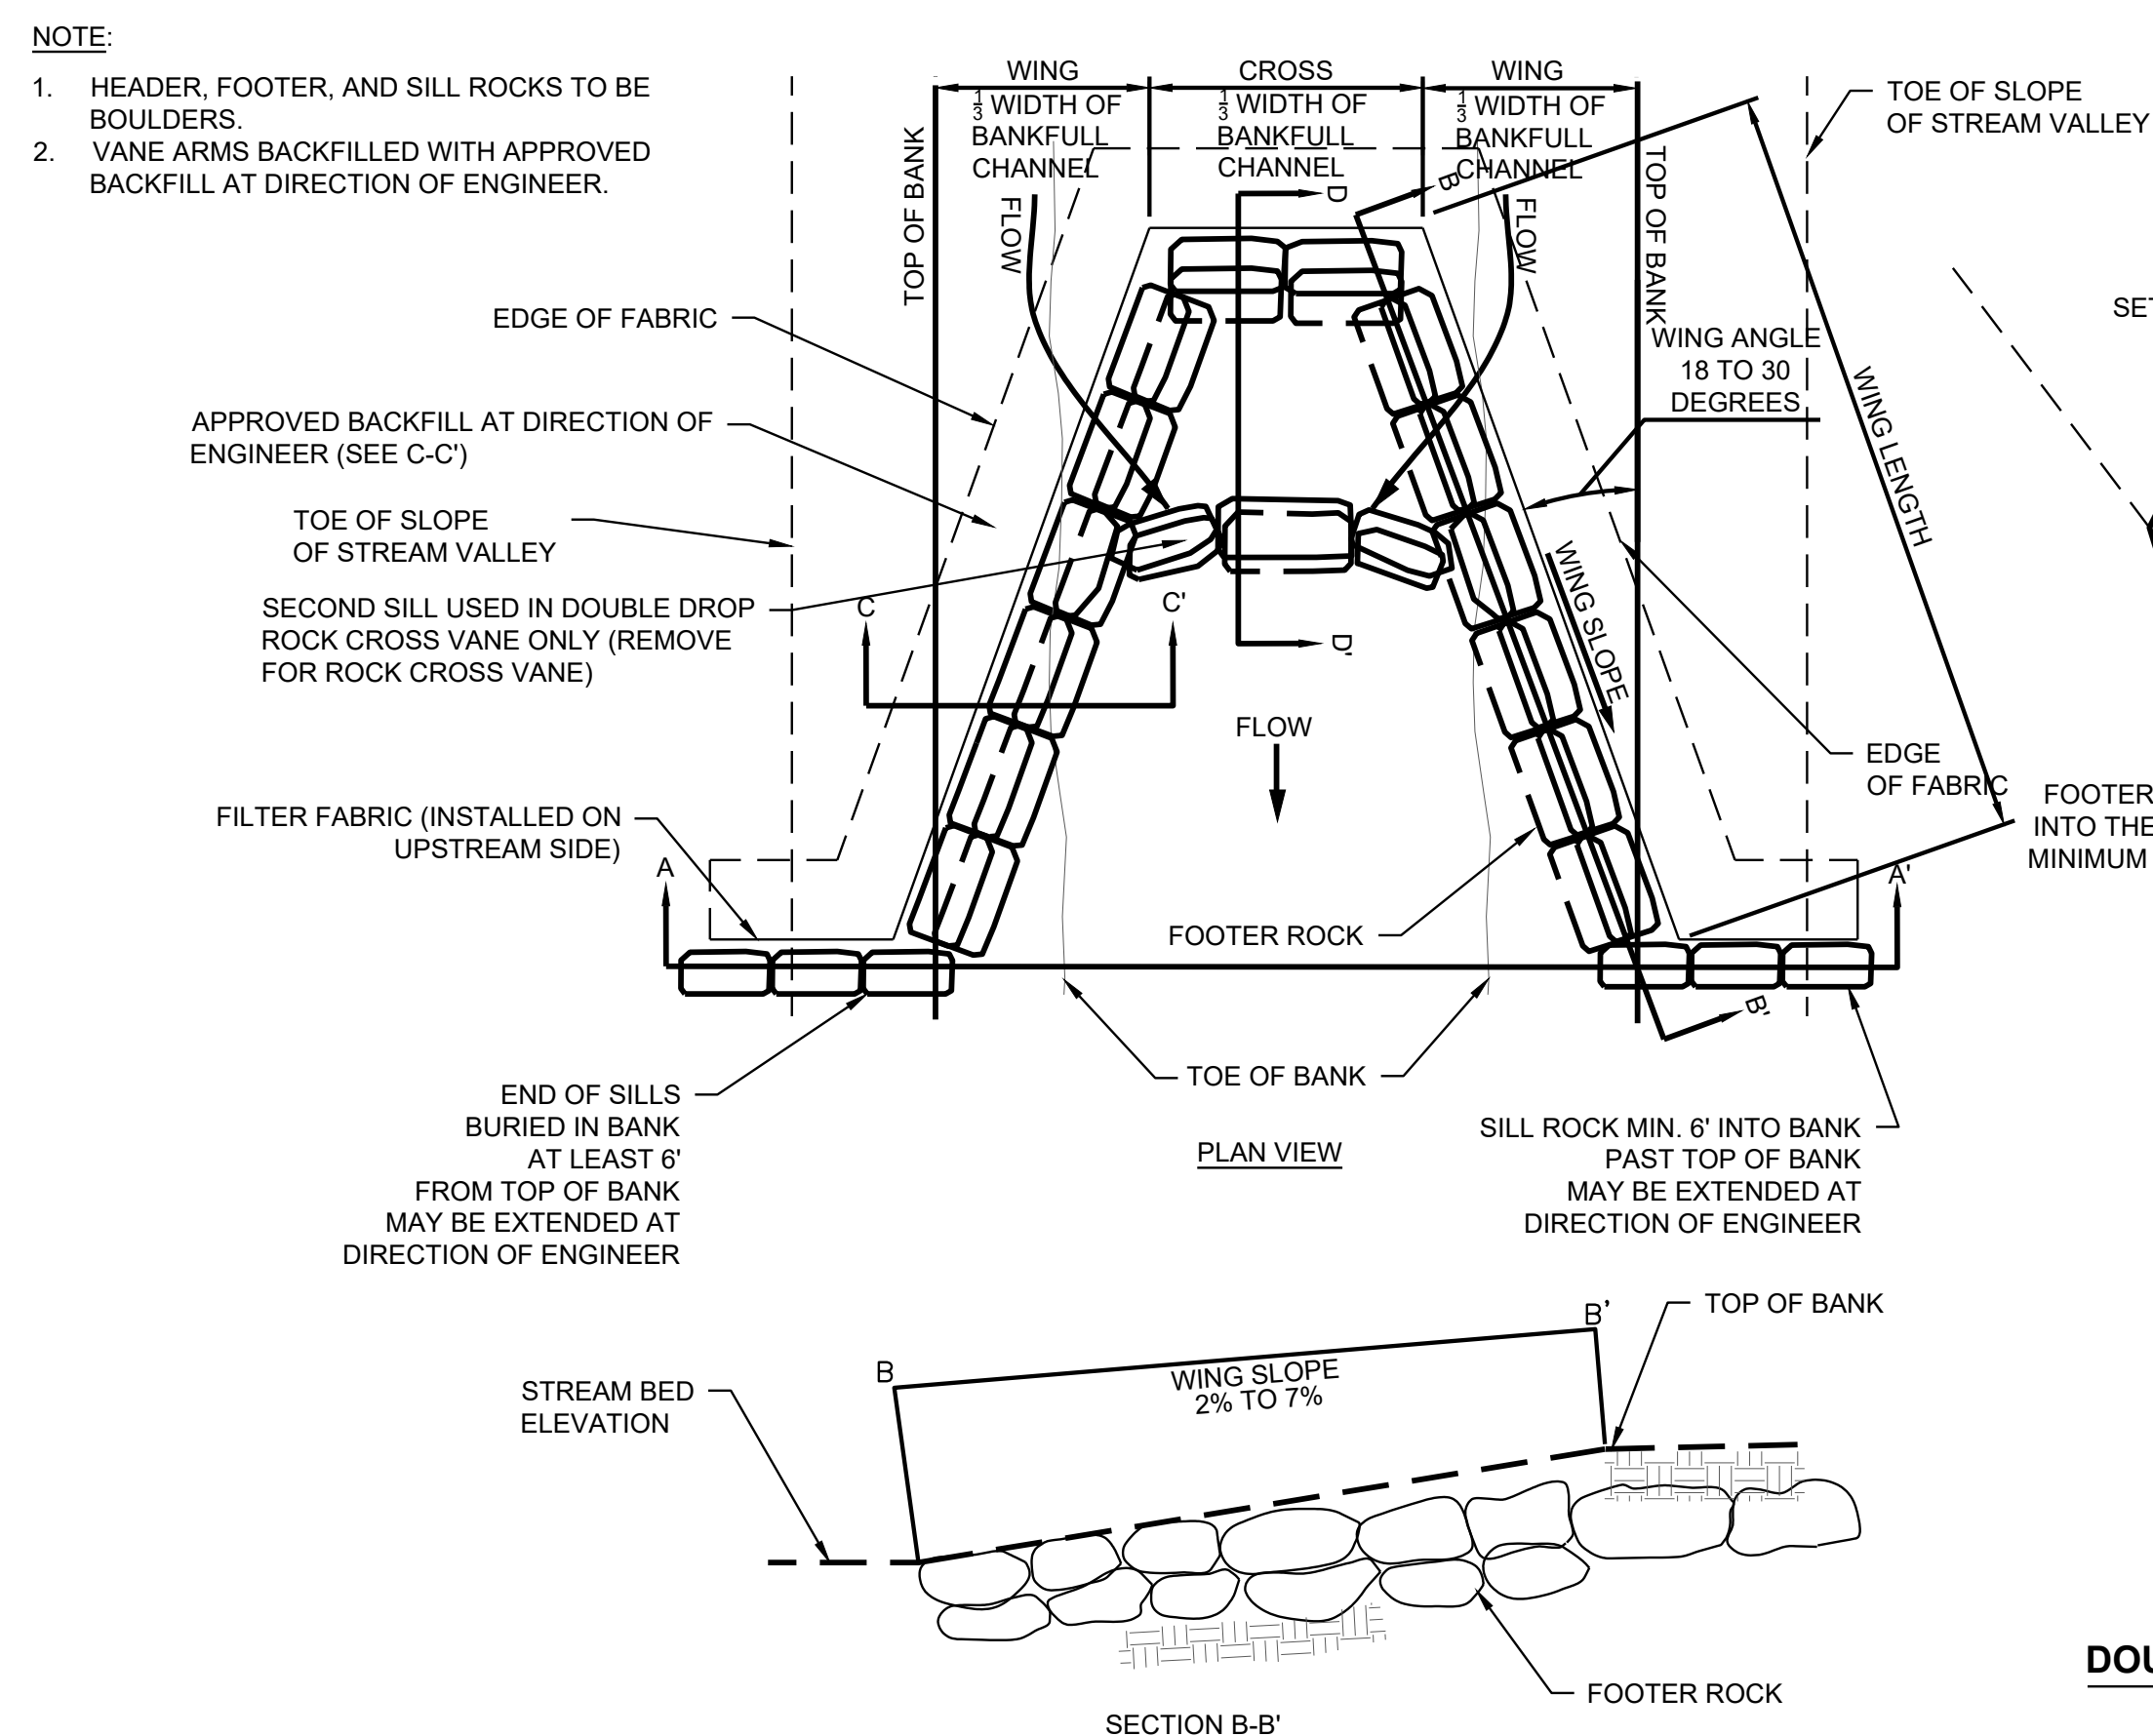 NOTE:
1. HEADER, FOOTER, AND SILL ROCKS TO BE
BOULDERS.
2. VANE ARMS BACKFILLED WITH APPROVED
BACKFILL AT DIRECTION OF ENGINEER.
WING
1/3 WIDTH OF
BANKFULL
CHANNEL
CROSS
1/3 WIDTH OF
BANKFULL
CHANNEL
WING
1/3 WIDTH OF
BANKFULL
CHANNEL
TOE OF SLOPE
OF STREAM VALLEY
TOP OF BANK
FLOW
D
B
FLOW
TOP OF BANK
EDGE OF FABRIC
WING ANGLE
18 TO 30
DEGREES
WING LENGTH
SET
APPROVED BACKFILL AT DIRECTION OF
ENGINEER (SEE C-C')
TOE OF SLOPE
OF STREAM VALLEY
SECOND SILL USED IN DOUBLE DROP
ROCK CROSS VANE ONLY (REMOVE
FOR ROCK CROSS VANE)
C
C'
D'
WING SLOPE
FLOW
EDGE
OF FABRIC
FOOTER
INTO THE
MINIMUM
FILTER FABRIC (INSTALLED ON
UPSTREAM SIDE)
A
A'
FOOTER ROCK
B'
TOE OF BANK
END OF SILLS
BURIED IN BANK
AT LEAST 6'
FROM TOP OF BANK
MAY BE EXTENDED AT
DIRECTION OF ENGINEER
PLAN VIEW
SILL ROCK MIN. 6' INTO BANK
PAST TOP OF BANK
MAY BE EXTENDED AT
DIRECTION OF ENGINEER
B
B'
TOP OF BANK
WING SLOPE
2% TO 7%
STREAM BED
ELEVATION
FOOTER ROCK
SECTION B-B'
DOU